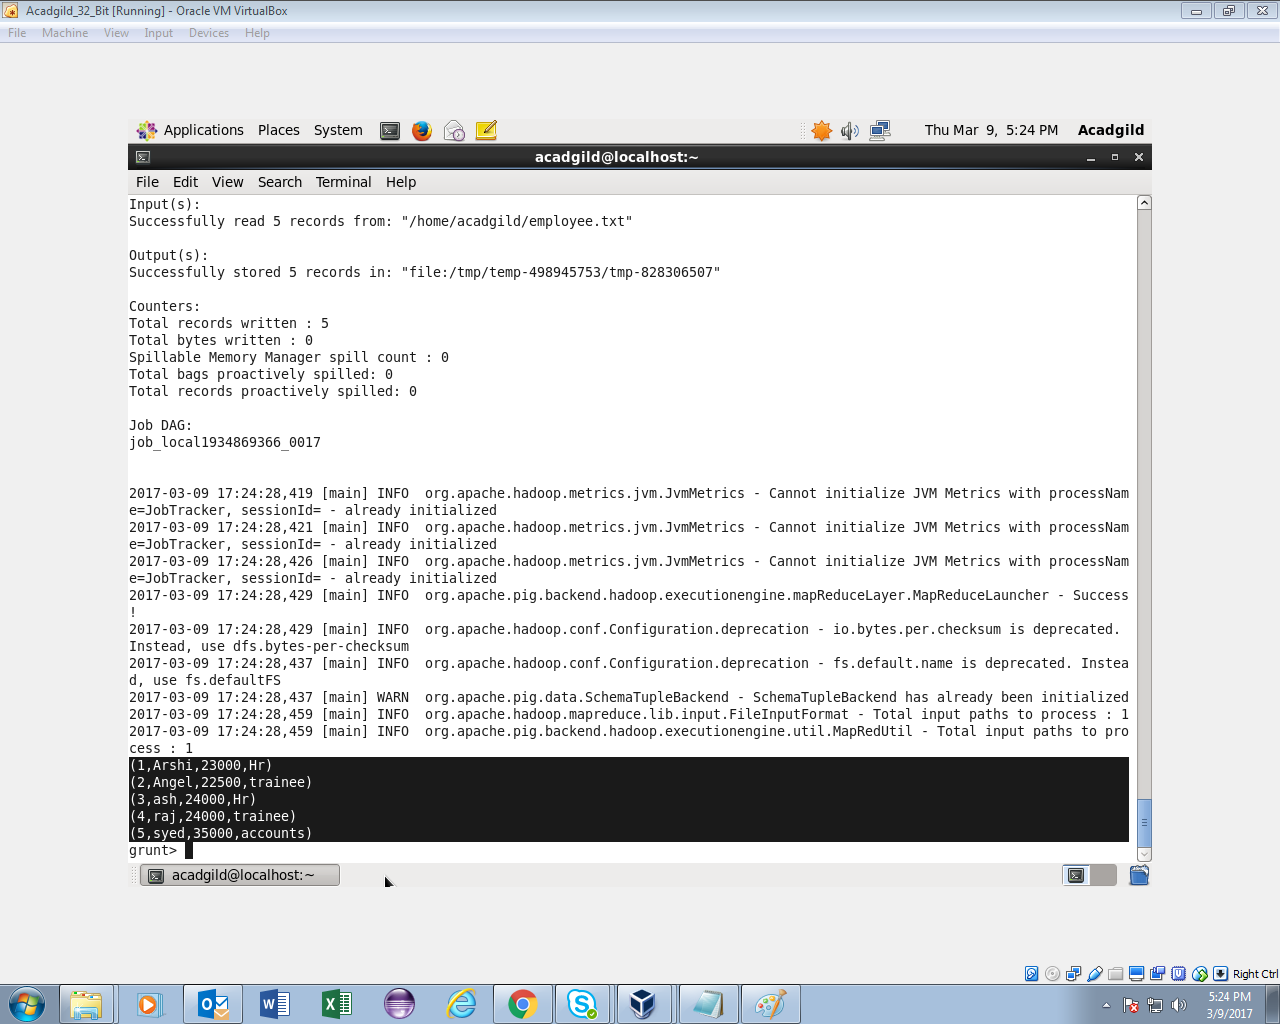 Acadgild_32_Bit [Running] - Oracle VM VirtualBox
File Machine View Input Devices Help
Applications Places System Thu Mar 9, 5:24 PM Acadgild
acadgild@localhost:~
File Edit View Search Terminal Help
Input(s):
Successfully read 5 records from: "/home/acadgild/employee.txt"
Output(s):
Successfully stored 5 records in: "file:/tmp/temp-498945753/tmp-828306507"
Counters:
Total records written : 5
Total bytes written : 0
Spillable Memory Manager spill count : 0
Total bags proactively spilled: 0
Total records proactively spilled: 0
Job DAG:
job_local1934869366_0017
2017-03-09 17:24:28,419 [main] INFO  org.apache.hadoop.metrics.jvm.JvmMetrics - Cannot initialize JVM Metrics with processNam
e=JobTracker, sessionId= - already initialized
2017-03-09 17:24:28,421 [main] INFO  org.apache.hadoop.metrics.jvm.JvmMetrics - Cannot initialize JVM Metrics with processNam
e=JobTracker, sessionId= - already initialized
2017-03-09 17:24:28,426 [main] INFO  org.apache.hadoop.metrics.jvm.JvmMetrics - Cannot initialize JVM Metrics with processNam
e=JobTracker, sessionId= - already initialized
2017-03-09 17:24:28,429 [main] INFO  org.apache.pig.backend.hadoop.executionengine.mapReduceLayer.MapReduceLauncher - Success
!
2017-03-09 17:24:28,429 [main] INFO  org.apache.hadoop.conf.Configuration.deprecation - io.bytes.per.checksum is deprecated.
Instead, use dfs.bytes-per-checksum
2017-03-09 17:24:28,437 [main] INFO  org.apache.hadoop.conf.Configuration.deprecation - fs.default.name is deprecated. Instea
d, use fs.defaultFS
2017-03-09 17:24:28,437 [main] WARN  org.apache.pig.data.SchemaTupleBackend - SchemaTupleBackend has already been initialized
2017-03-09 17:24:28,459 [main] INFO  org.apache.hadoop.mapreduce.lib.input.FileInputFormat - Total input paths to process : 1
2017-03-09 17:24:28,459 [main] INFO  org.apache.pig.backend.hadoop.executionengine.util.MapRedUtil - Total input paths to pro
cess : 1
(1,Arshi,23000,Hr)
(2,Angel,22500,trainee)
(3,ash,24000,Hr)
(4,raj,24000,trainee)
(5,syed,35000,accounts)
grunt>
acadgild@localhost:~
Right Ctrl
5:24 PM
3/9/2017